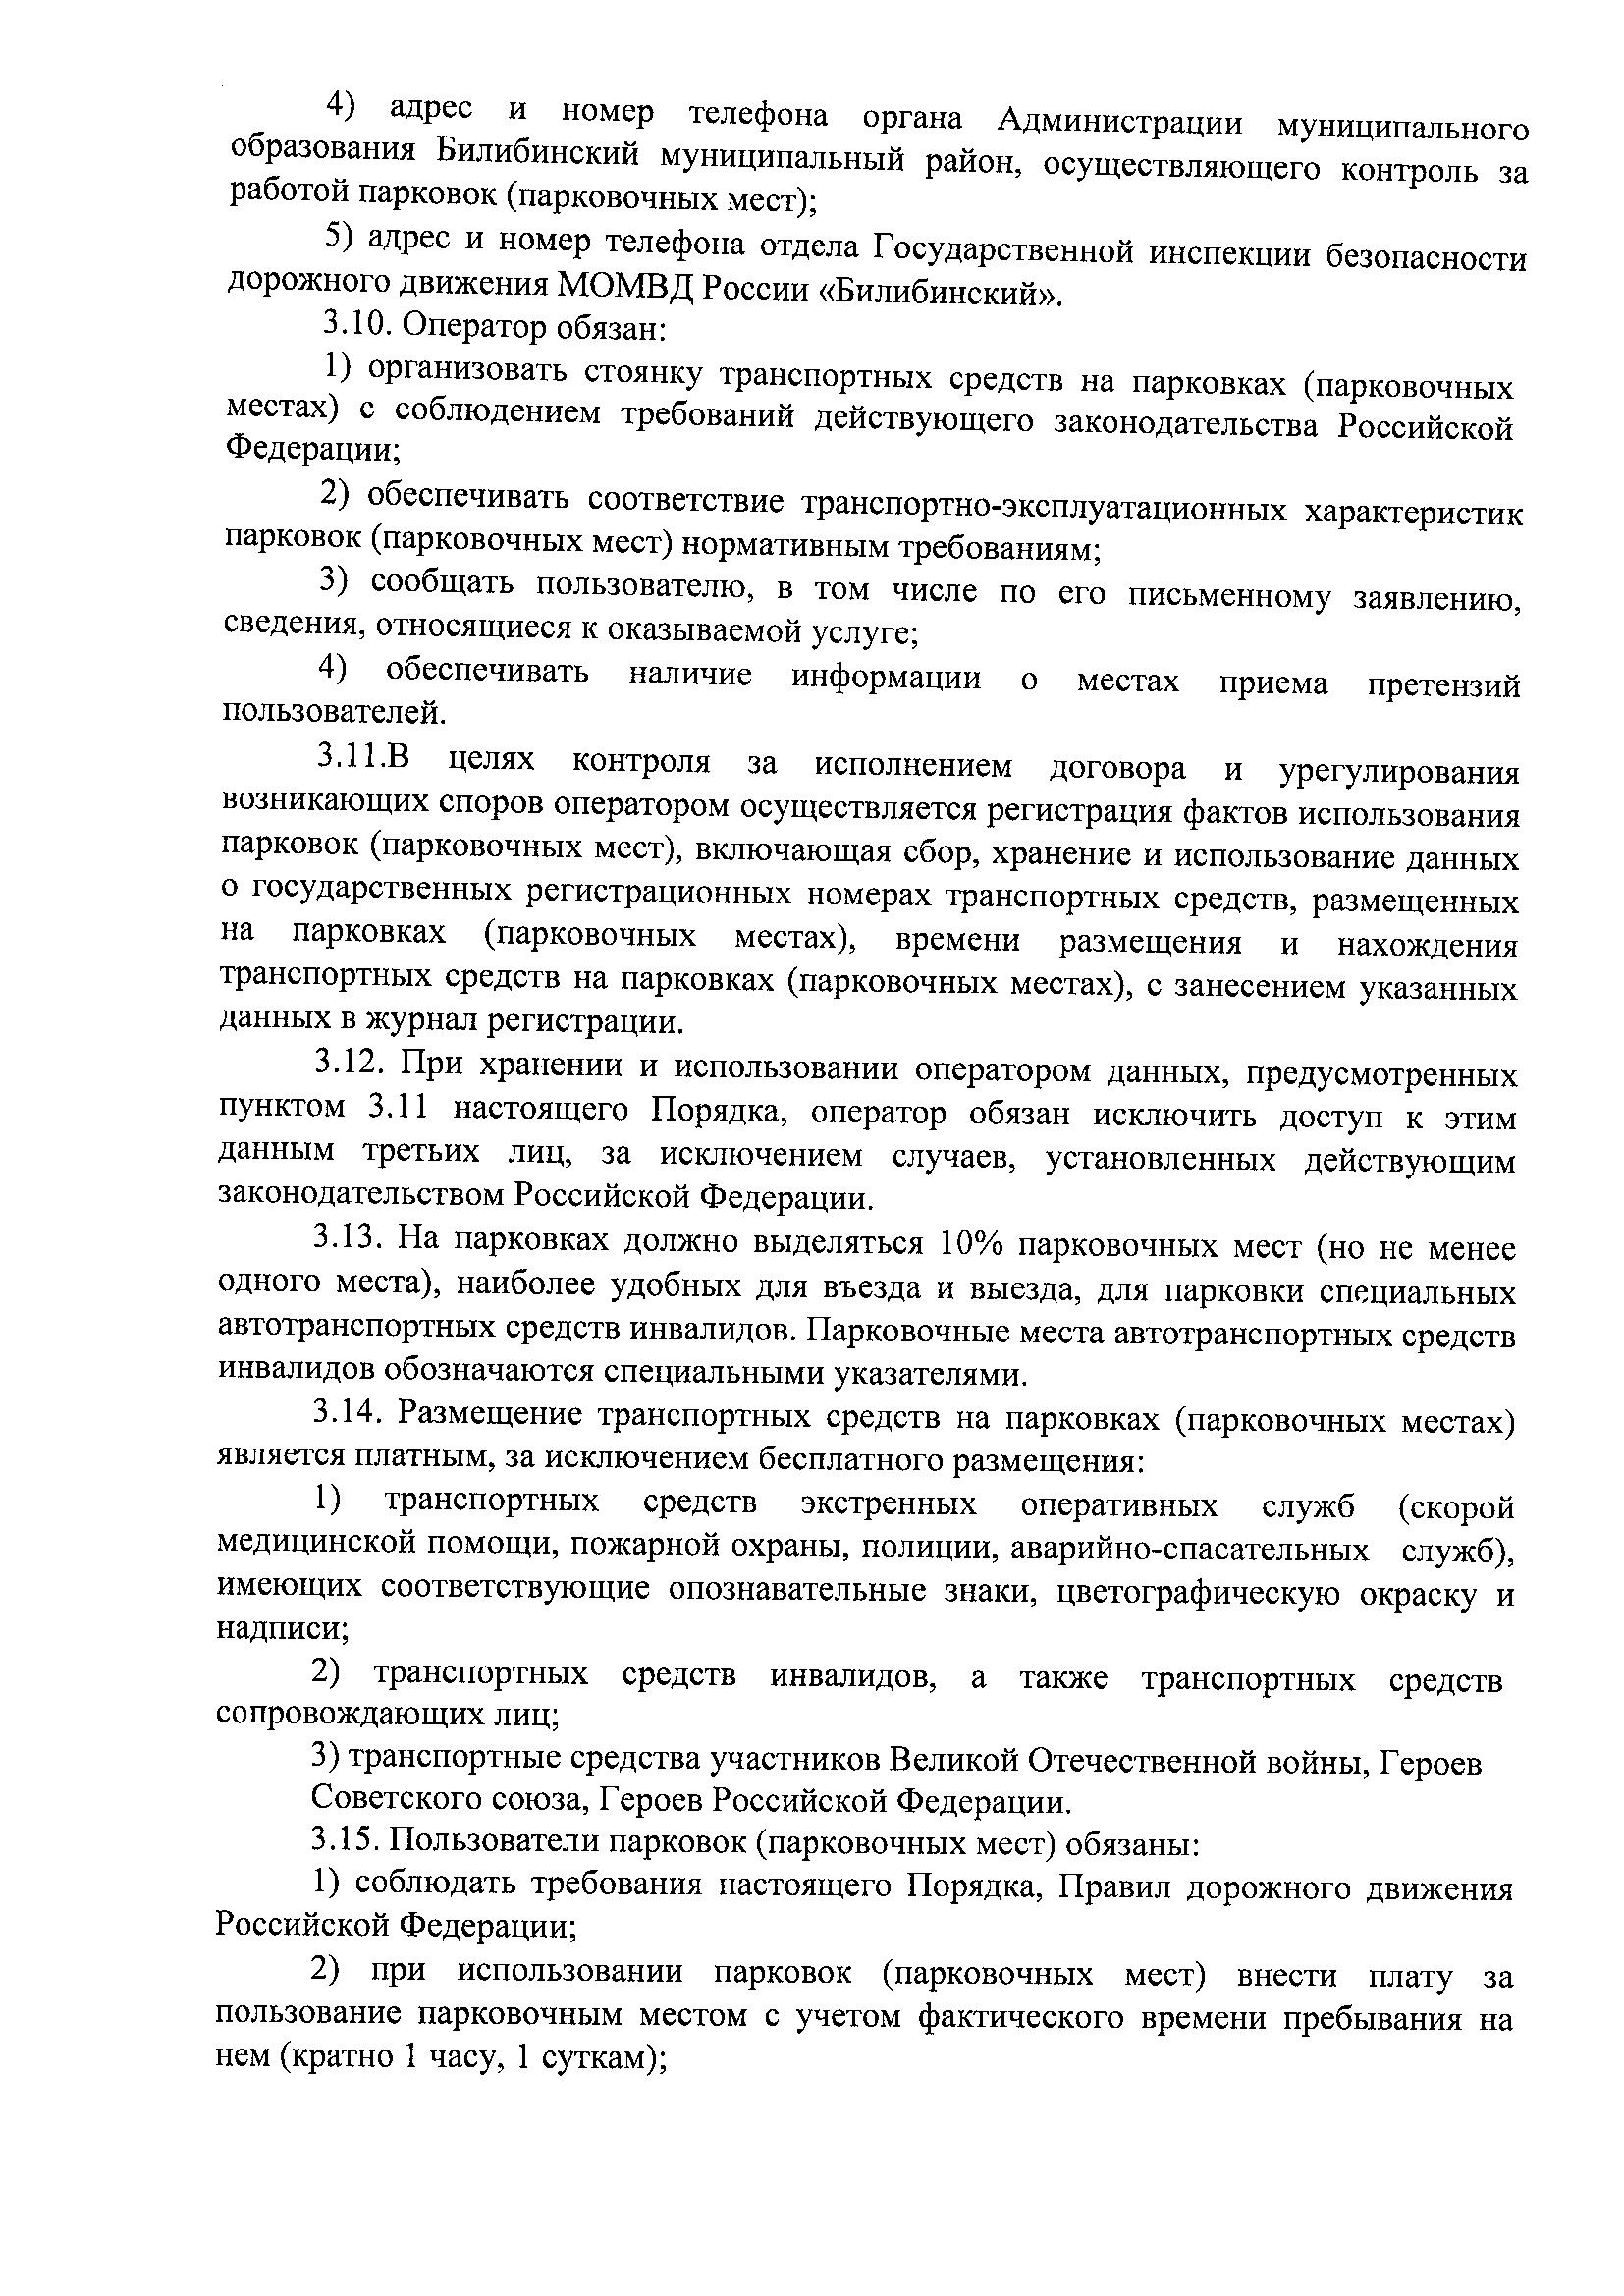 4) адрес и номер телефона органа Администрации муниципального
образования Билибинский муниципальный район, осуществляющего контроль за
работой парковок (парковочных мест);
5) адрес и номер телефона отдела Государственной инспекции безопасности
дорожного движения МОМВД России «Билибинский».
3.10. Оператор обязан:
1) организовать стоянку транспортных средств на парковках (парковочных
местах) с соблюдением требований действующего законодательства Российской
Федерации;
2) обеспечивать соответствие транспортно-эксплуатационных характеристик
парковок (парковочных мест) нормативным требованиям;
3) сообщать пользователю, в том числе по его письменному заявлению,
сведения, относящиеся к оказываемой услуге;
4) обеспечивать наличие информации о местах приема претензий
пользователей.
3.11.В целях контроля за исполнением договора и урегулирования
возникающих споров оператором осуществляется регистрация фактов использования
парковок (парковочных мест), включающая сбор, хранение и использование данных
о государственных регистрационных номерах транспортных средств, размещенных
на парковках (парковочных местах), времени размещения и нахождения
транспортных средств на парковках (парковочных местах), с занесением указанных
данных в журнал регистрации.
3.12. При хранении и использовании оператором данных, предусмотренных
пунктом 3.11 настоящего Порядка, оператор обязан исключить доступ к этим
данным третьих лиц, за исключением случаев, установленных действующим
законодательством Российской Федерации.
3.13. На парковках должно выделяться 10% парковочных мест (но не менее
одного места), наиболее удобных для въезда и выезда, для парковки специальных
автотранспортных средств инвалидов. Парковочные места автотранспортных средств
инвалидов обозначаются специальными указателями.
3.14. Размещение транспортных средств на парковках (парковочных местах)
является платным, за исключением бесплатного размещения:
1) транспортных средств экстренных оперативных служб (скорой
медицинской помощи, пожарной охраны, полиции, аварийно-спасательных служб),
имеющих соответствующие опознавательные знаки, цветографическую окраску и
надписи;
2) транспортных средств инвалидов, а также транспортных средств
сопровождающих лиц;
3) транспортные средства участников Великой Отечественной войны, Героев
Советского союза, Героев Российской Федерации.
3.15. Пользователи парковок (парковочных мест) обязаны:
1) соблюдать требования настоящего Порядка, Правил дорожного движения
Российской Федерации;
2) при использовании парковок (парковочных мест) внести плату за
пользование парковочным местом с учетом фактического времени пребывания на
нем (кратно 1 часу, 1 суткам);